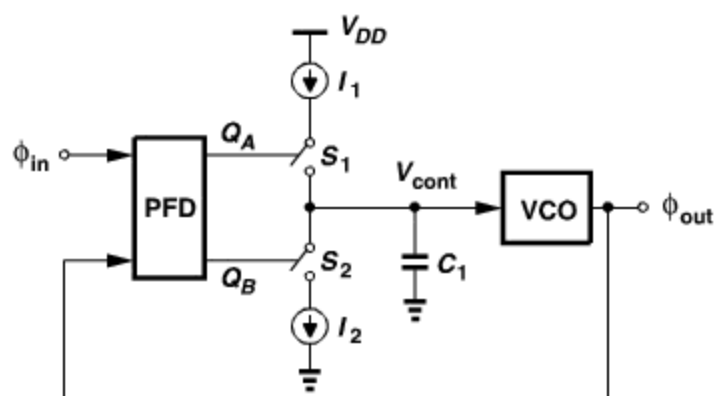 V_DD
I_1
Q_A
ϕ_in
S_1
V_cont
PFD
VCO
ϕ_out
Q_B
S_2
C_1
I_2